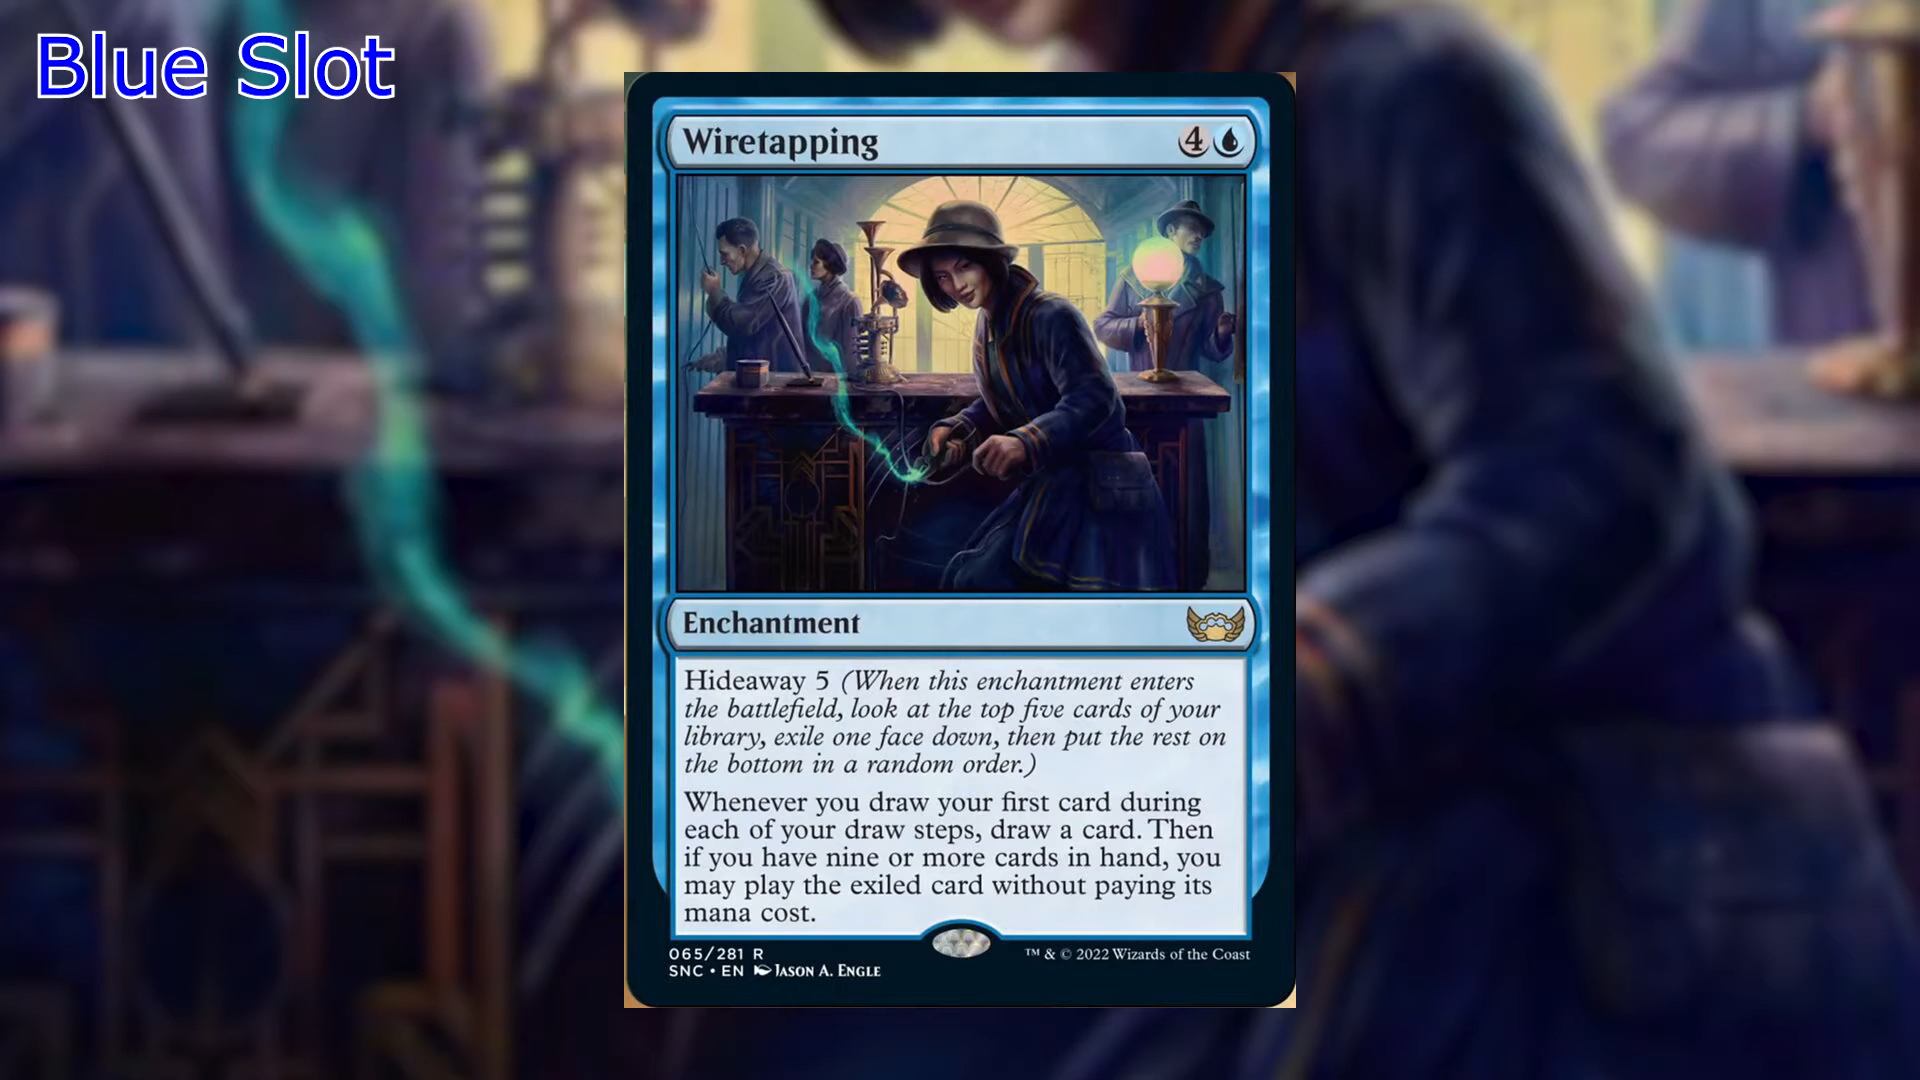 Blue Slot
Wiretapping 4
Enchantment
Hideaway 5 (When this enchantment enters
the battlefield, look at the top five cards of your
library, exile one face down, then put the rest on
the bottom in a random order.)
Whenever you draw your first card during
each of your draw steps, draw a card. Then
if you have nine or more cards in hand, you
may play the exiled card without paying its
mana cost.
065/281 R
SNC • EN Jason A. Engle
™ & © 2022 Wizards of the Coast